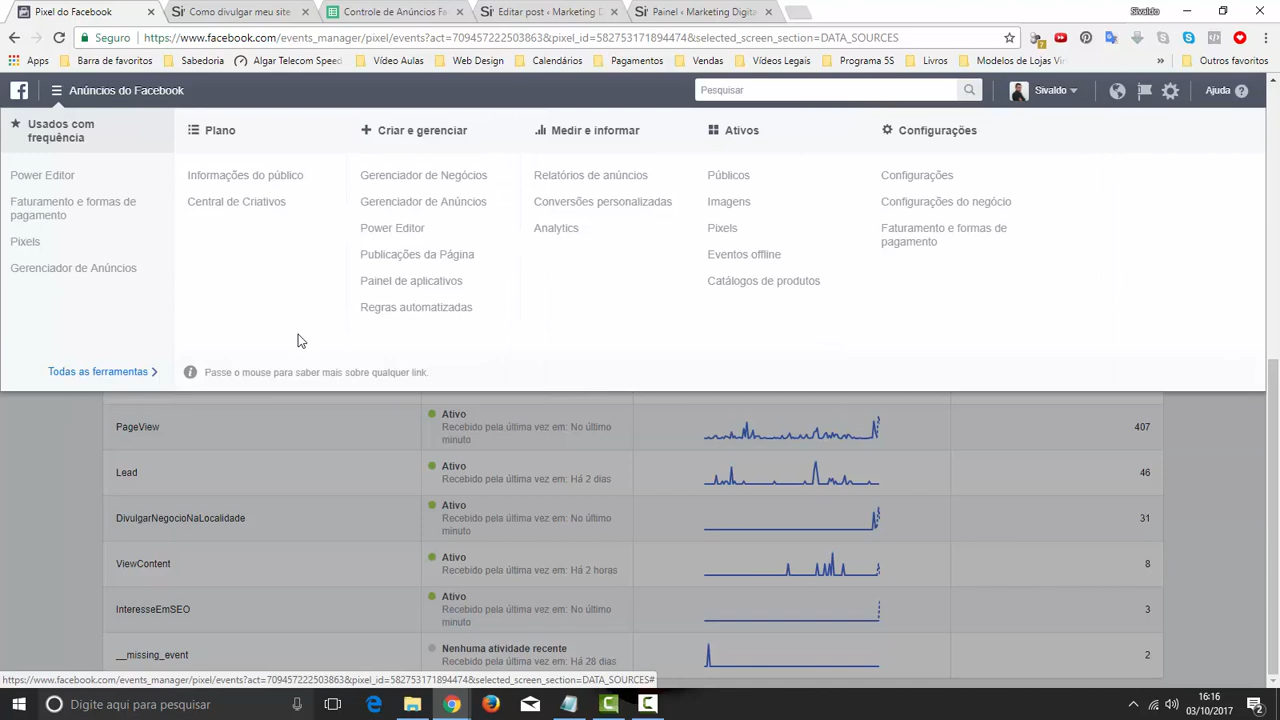 Pixel do Facebook
Como divulgar meu site
Controle de Anúncios Fa
Editar post ‹ Marketing D
Painel ‹ Marketing Digita
Sivaldo
Seguro
https://www.facebook.com/events_manager/pixel/events?act=709457222503863&pixel_id=582753171894474&selected_screen_section=DATA_SOURCES
7
Apps
Barra de favoritos
Sabedoria
Algar Telecom Speed
Vídeo Aulas
Web Design
Calendários
Pagamentos
Vendas
Vídeos Legais
Programa 5S
Livros
Modelos de Lojas Vir
»
Outros favoritos
Anúncios do Facebook
Pesquisar
Sivaldo
Ajuda
Usados com
frequência
Plano
Criar e gerenciar
Medir e informar
Ativos
Configurações
Power Editor
Faturamento e formas de
pagamento
Pixels
Gerenciador de Anúncios
Informações do público
Central de Criativos
Gerenciador de Negócios
Gerenciador de Anúncios
Power Editor
Publicações da Página
Painel de aplicativos
Regras automatizadas
Relatórios de anúncios
Conversões personalizadas
Analytics
Públicos
Imagens
Pixels
Eventos offline
Catálogos de produtos
Configurações
Configurações do negócio
Faturamento e formas de
pagamento
Todas as ferramentas
Passe o mouse para saber mais sobre qualquer link.
PageView
Ativo
Recebido pela última vez em: No último
minuto
407
Lead
Ativo
Recebido pela última vez em: Há 2 dias
46
DivulgarNegocioNaLocalidade
Ativo
Recebido pela última vez em: No último
minuto
31
ViewContent
Ativo
Recebido pela última vez em: Há 2 horas
8
InteresseEmSEO
Ativo
Recebido pela última vez em: No último
minuto
3
__missing_event
Nenhuma atividade recente
Recebido pela última vez em: Há 28 dias
2
https://www.facebook.com/events_manager/pixel/events?act=709457222503863&pixel_id=582753171894474&selected_screen_section=DATA_SOURCES#
Digite aqui para pesquisar
16:16
03/10/2017
2